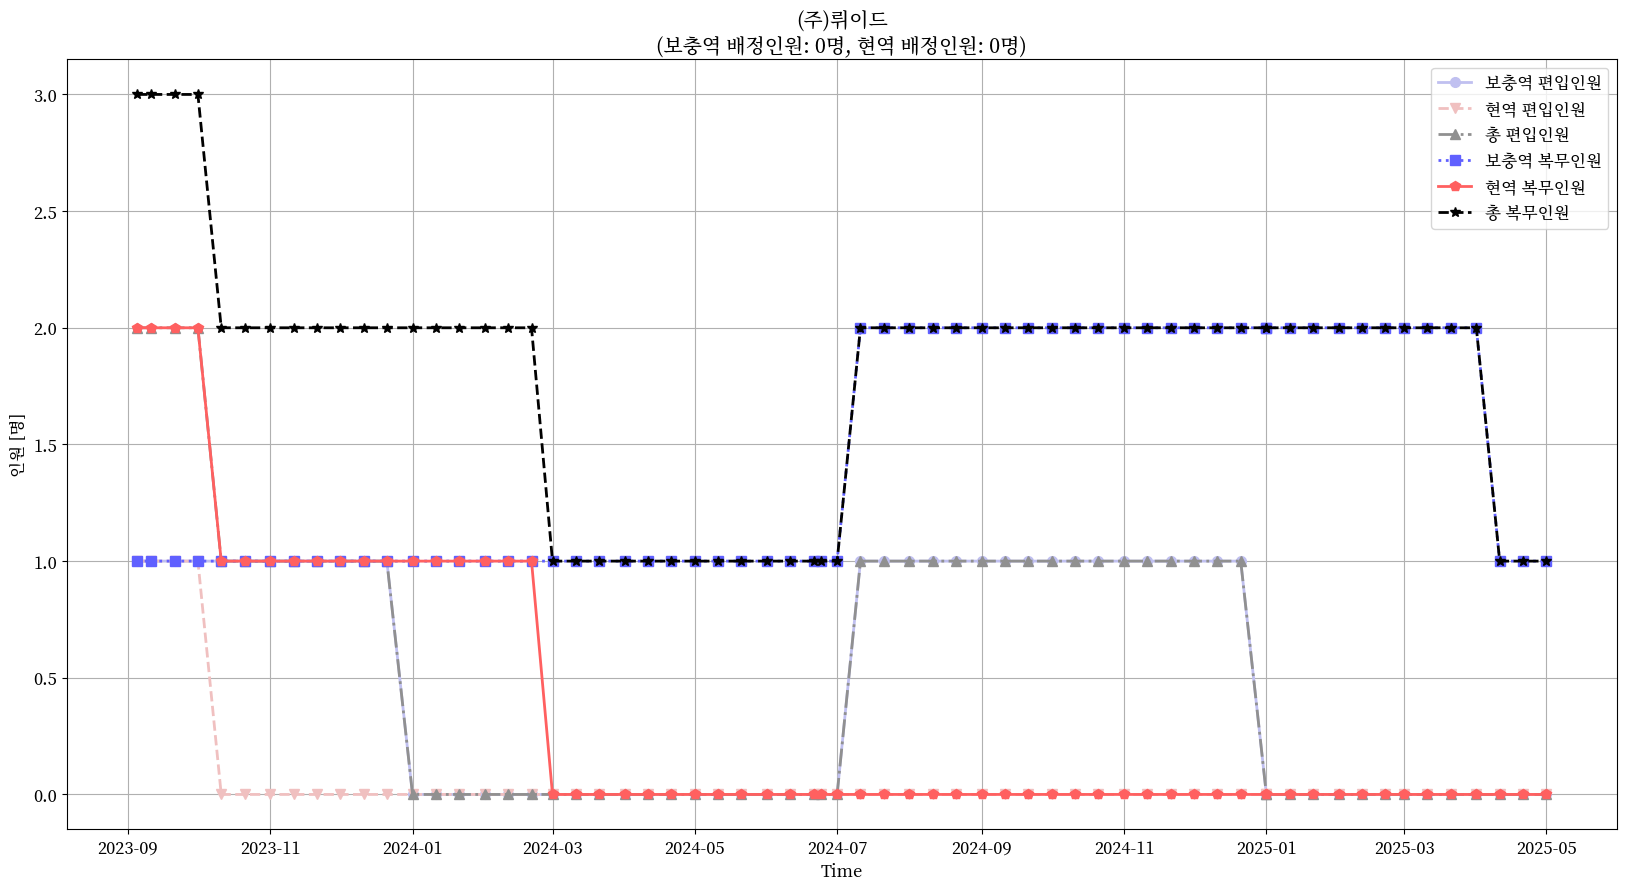 (주)뤼이드
(보충역 배정인원: 0명, 현역 배정인원: 0명)
보충역 편입인원
현역 편입인원
총 편입인원
보충역 복무인원
현역 복무인원
총 복무인원
인원 [명]
3.0
2.5
2.0
1.5
1.0
0.5
0.0
2023-09
2023-11
2024-01
2024-03
2024-05
2024-07
2024-09
2024-11
2025-01
2025-03
2025-05
Time